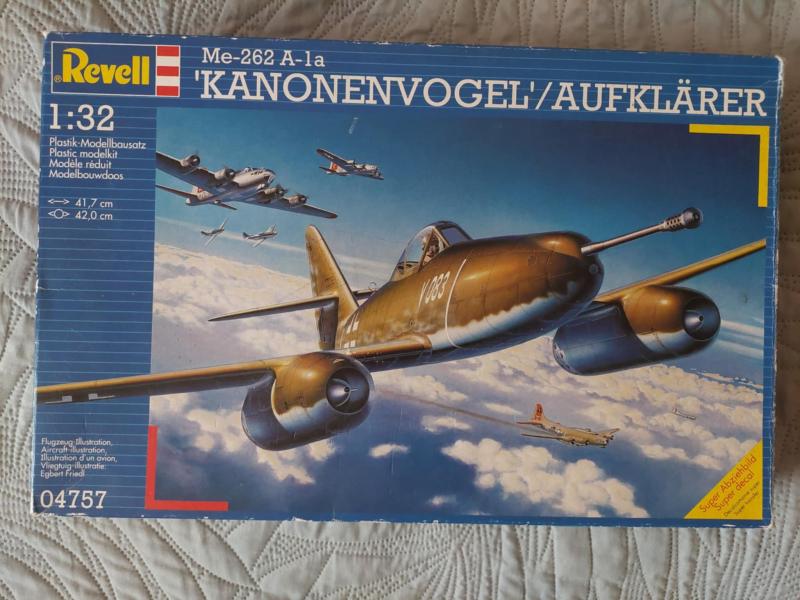 Revell
®
Me-262 A-1a
'KANONENVOGEL'/AUFKLÄRER
1:32
Plastik-Modellbausatz
Plastic modelkit
Modèle réduit
Modelbouwdoos
41,7 cm
42,0 cm
V 083
Flugzeug-Illustration,
Aircraft-illustration,
Illustration d'un avion,
Vliegtuig-illustratie:
Egbert Friedl
04757
Super Abziehbild
Super decal